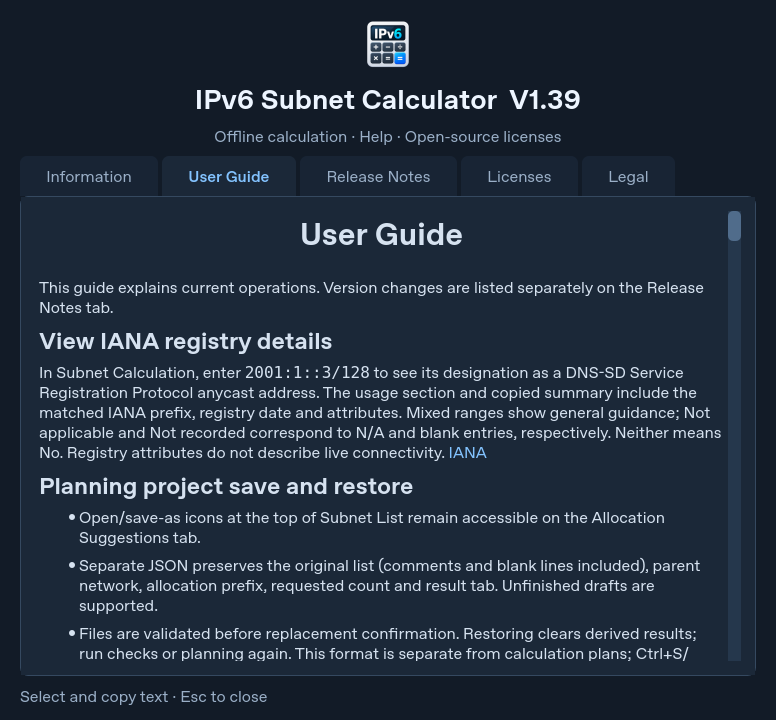 IPv6
IPv6 Subnet Calculator V1.39
Offline calculation · Help · Open-source licenses
Information User Guide Release Notes Licenses Legal
User Guide
This guide explains current operations. Version changes are listed separately on the Release
Notes tab.
View IANA registry details
In Subnet Calculation, enter 2001:1::3/128 to see its designation as a DNS-SD Service
Registration Protocol anycast address. The usage section and copied summary include the
matched IANA prefix, registry date and attributes. Mixed ranges show general guidance; Not
applicable and Not recorded correspond to N/A and blank entries, respectively. Neither means
No. Registry attributes do not describe live connectivity. IANA
Planning project save and restore
• Open/save-as icons at the top of Subnet List remain accessible on the Allocation
Suggestions tab.
• Separate JSON preserves the original list (comments and blank lines included), parent
network, allocation prefix, requested count and result tab. Unfinished drafts are
supported.
• Files are validated before replacement confirmation. Restoring clears derived results;
run checks or planning again. This format is separate from calculation plans; Ctrl+S/
Select and copy text · Esc to close